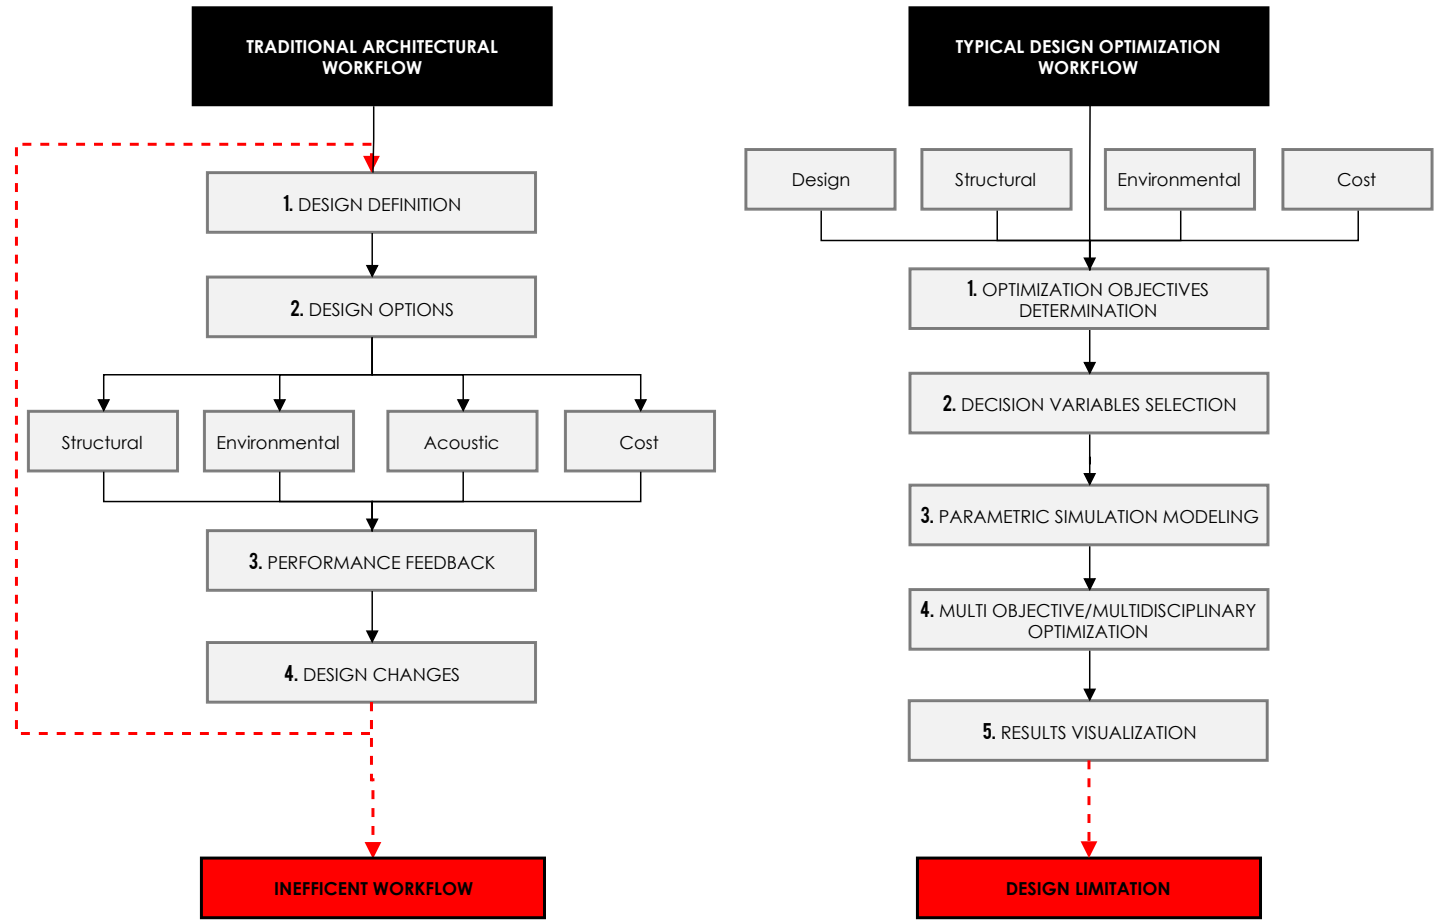 TRADITIONAL ARCHITECTURAL
WORKFLOW
1. DESIGN DEFINITION
2. DESIGN OPTIONS
Structural
Environmental
Acoustic
Cost
3. PERFORMANCE FEEDBACK
4. DESIGN CHANGES
INEFFICENT WORKFLOW
TYPICAL DESIGN OPTIMIZATION
WORKFLOW
Design
Structural
Environmental
Cost
1. OPTIMIZATION OBJECTIVES
DETERMINATION
2. DECISION VARIABLES SELECTION
3. PARAMETRIC SIMULATION MODELING
4. MULTI OBJECTIVE/MULTIDISCIPLINARY
OPTIMIZATION
5. RESULTS VISUALIZATION
DESIGN LIMITATION